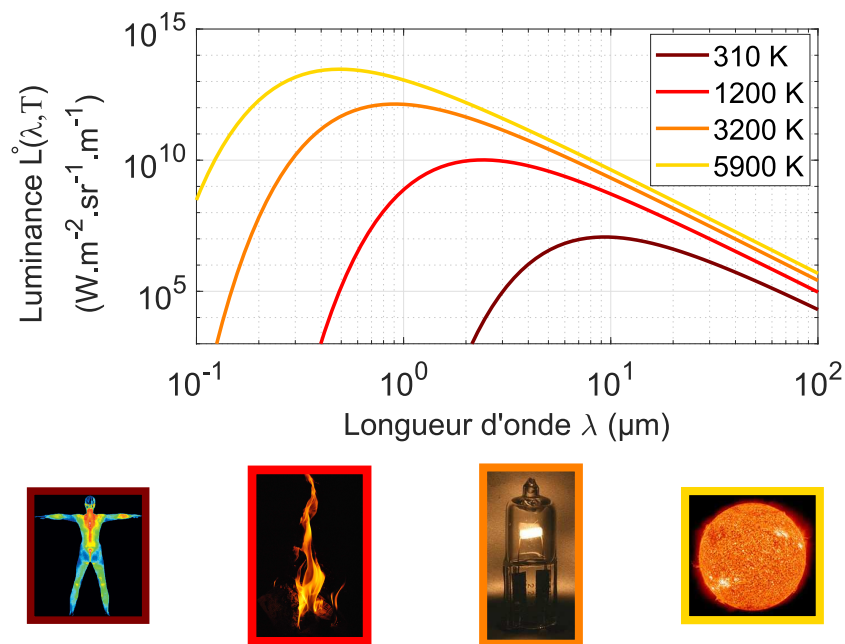 10^15
10^10
10^5
Luminance L°(λ,T)
(W.m^-2.sr^-1.m^-1)
310 K
1200 K
3200 K
5900 K
10^-1
10^0
10^1
10^2
Longueur d'onde λ (µm)